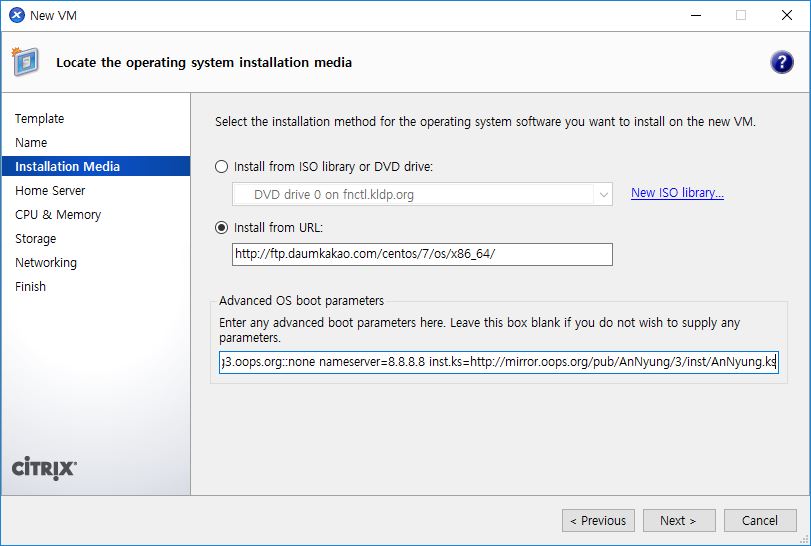 New VM
Locate the operating system installation media
?
Template
Name
Installation Media
Home Server
CPU & Memory
Storage
Networking
Finish
CITRIX
Select the installation method for the operating system software you want to install on the new VM.
Install from ISO library or DVD drive:
DVD drive 0 on fnctl.kldp.org
New ISO library...
Install from URL:
http://ftp.daumkakao.com/centos/7/os/x86_64/
Advanced OS boot parameters
Enter any advanced boot parameters here. Leave this box blank if you do not wish to supply any
parameters.
g3.oops.org::none nameserver=8.8.8.8 inst.ks=http://mirror.oops.org/pub/AnNyung/3/inst/AnNyung.ks
< Previous
Next >
Cancel